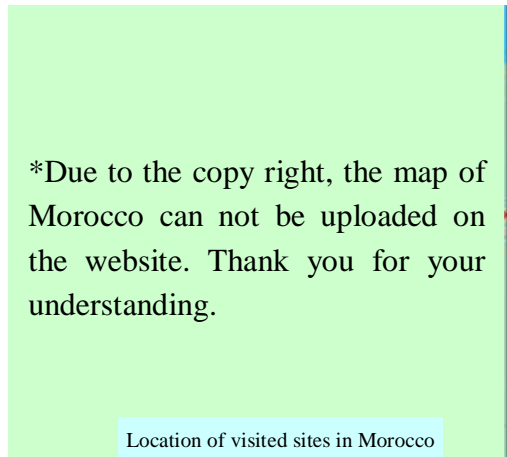 *Due to the copy right, the map of
Morocco can not be uploaded on
the website. Thank you for your
understanding.
Location of visited sites in Morocco